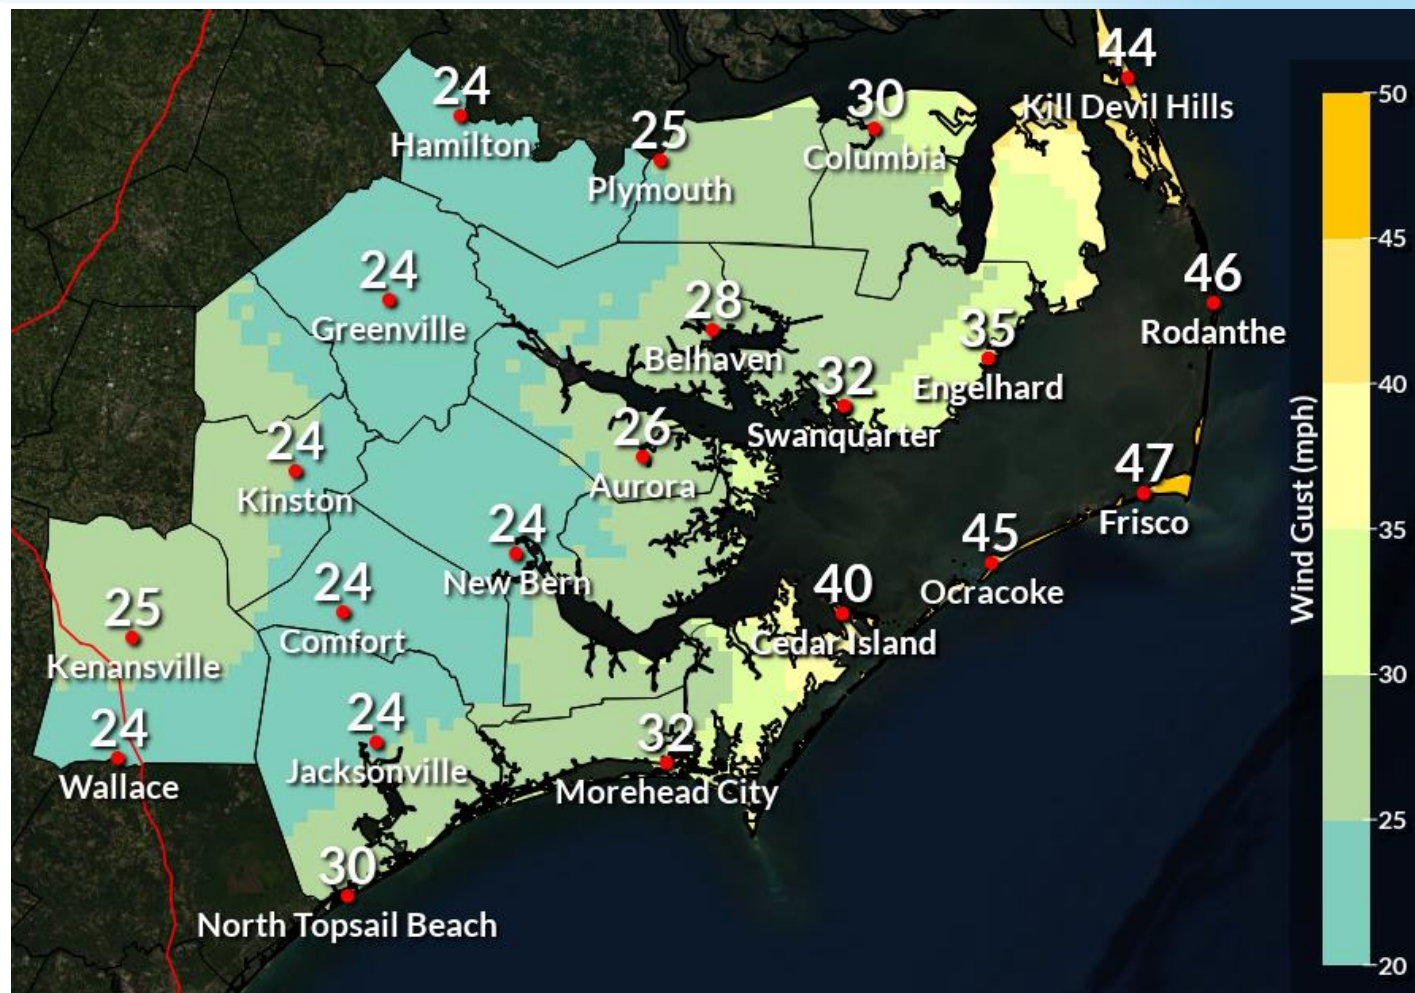 44
Kill Devil Hills
24
Hamilton
30
Columbia
25
Plymouth
24
Greenville
46
Rodanthe
28
Belhaven
35
Engelhard
32
Swanquarter
24
Kinston
26
Aurora
47
Frisco
24
New Bern
45
Ocracoke
24
Comfort
40
Cedar Island
25
Kenansville
24
Wallace
24
Jacksonville
32
Morehead City
30
North Topsail Beach
50
45
40
35
30
25
20
Wind Gust (mph)